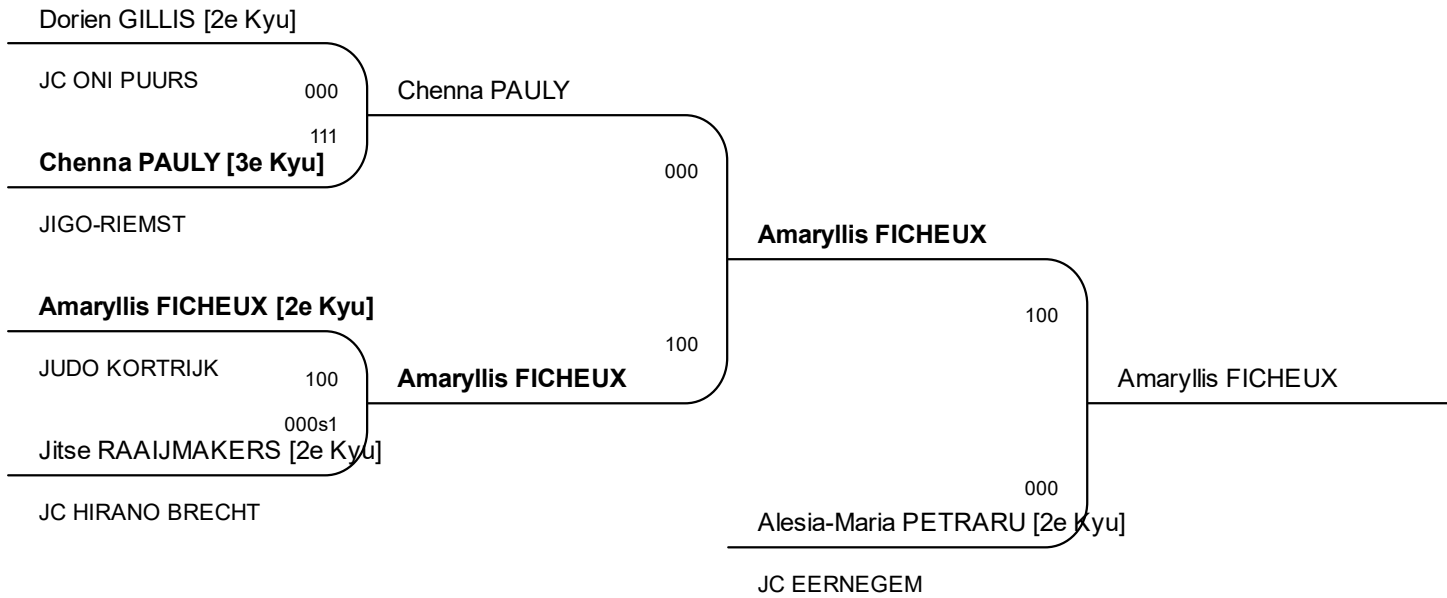 Dorien GILLIS [2e Kyu]
JC ONI PUURS
000
Chenna PAULY
111
Chenna PAULY [3e Kyu]
000
JIGO-RIEMST
Amaryllis FICHEUX
Amaryllis FICHEUX [2e Kyu]
100
100
JUDO KORTRIJK
100
Amaryllis FICHEUX
Amaryllis FICHEUX
000s1
Jitse RAAIJMAKERS [2e Kyu]
000
JC HIRANO BRECHT
Alesia-Maria PETRARU [2e Kyu]
JC EERNEGEM